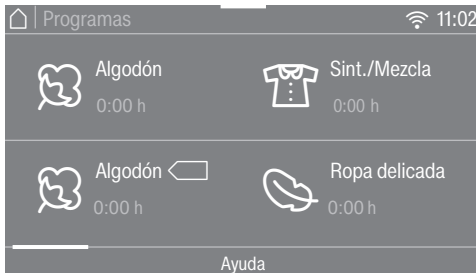 Programas 11:02
Algodón
0:00 h
Sint./Mezcla
0:00 h
Algodón
0:00 h
Ropa delicada
0:00 h
Ayuda